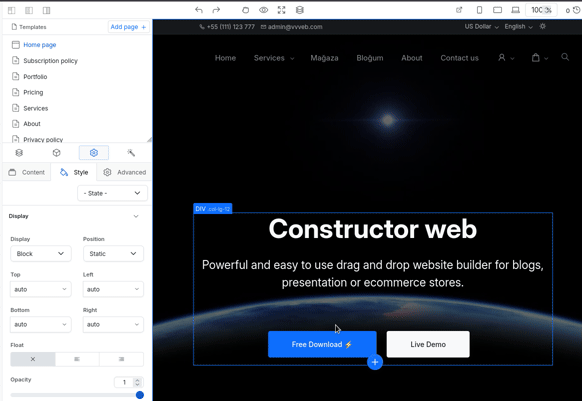 Templates
Add page +
100 %
0
Home page
Subscription policy
Portfolio
Pricing
Services
About
Privacy policy
Content
Style
Advanced
- State -
Display
Display
Position
Block
Static
Top
Left
auto
auto
Bottom
Right
auto
auto
Float
Opacity
1
+55 (111) 123 777
admin@vvveb.com
US Dollar
English
Home
Services
Mağaza
Bloğum
About
Contact us
DIV .col-lg-12
Constructor web
Powerful and easy to use drag and drop website builder for blogs,
presentation or ecommerce stores.
Free Download ⚡
Live Demo